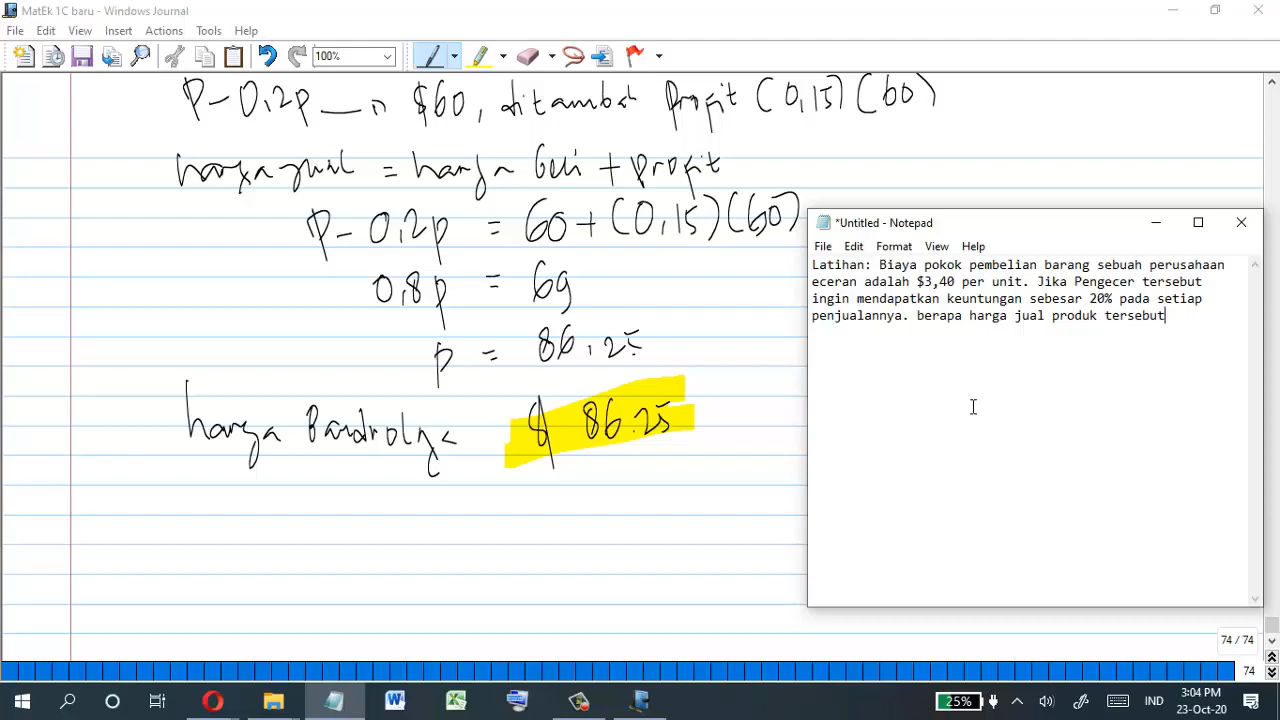 MatEk 1C baru - Windows Journal
File Edit View Insert Actions Tools Help
100%
P-0,2p $60, ditambah profit (0,15)(60)
harga jual = harga beli + profit
P-0,2p = 60+(0,15)(60)
0,8p = 69
p = 86.25
harga Bandrolnya $ 86.25
*Untitled - Notepad
File Edit Format View Help
Latihan: Biaya pokok pembelian barang sebuah perusahaan
eceran adalah $3,40 per unit. Jika Pengecer tersebut
ingin mendapatkan keuntungan sebesar 20% pada setiap
penjualannya. berapa harga jual produk tersebut
74 / 74
74
25%
IND
3:04 PM
23-Oct-20